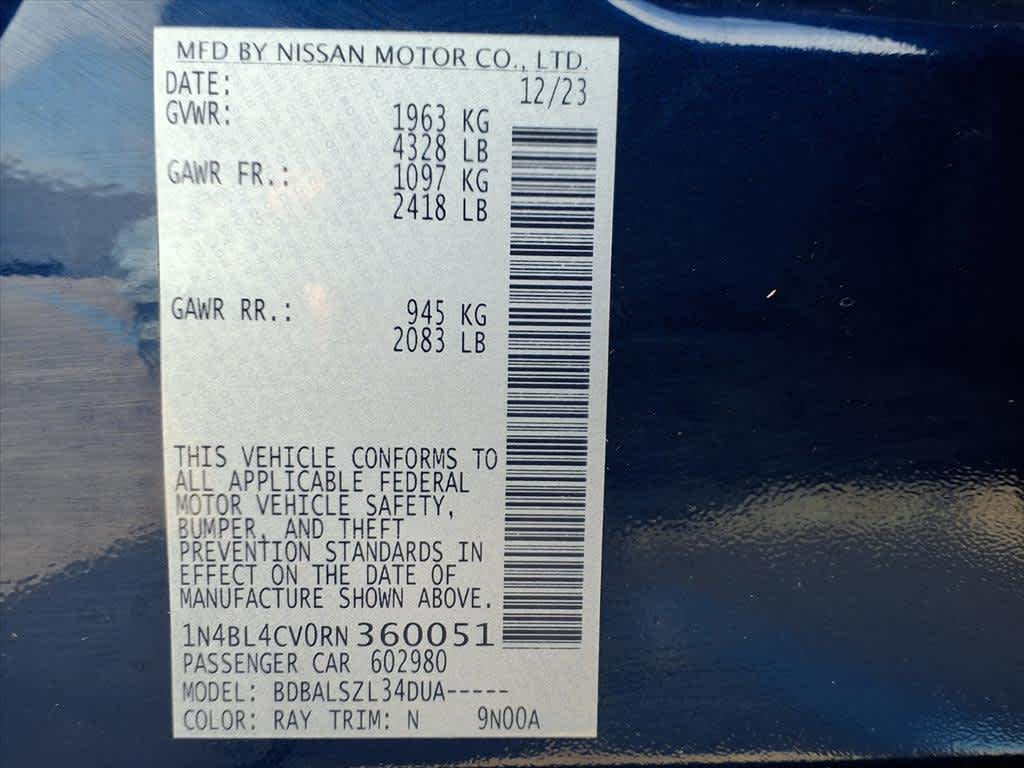 MFD BY NISSAN MOTOR CO., LTD.
DATE: 12/23
GVWR: 1963 KG
4328 LB
GAWR FR.: 1097 KG
2418 LB
GAWR RR.: 945 KG
2083 LB
THIS VEHICLE CONFORMS TO
ALL APPLICABLE FEDERAL
MOTOR VEHICLE SAFETY,
BUMPER, AND THEFT
PREVENTION STANDARDS IN
EFFECT ON THE DATE OF
MANUFACTURE SHOWN ABOVE.
1N4BL4CV0RN360051
PASSENGER CAR 602980
MODEL: BDBALSZL34DUA-----
COLOR: RAY TRIM: N 9N00A